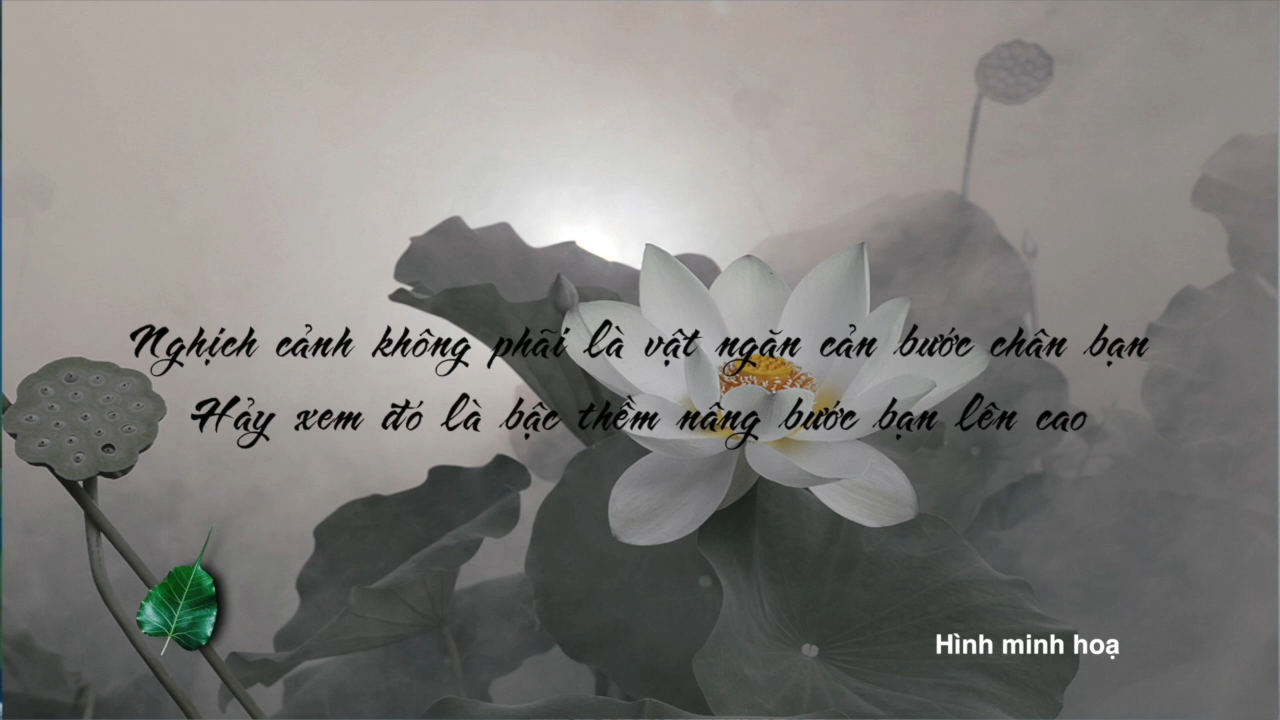 Nghịch cảnh không phãi là vật ngăn cản bước chân bạn
Hảy xem đó là bậc thềm nâng bước bạn lên cao
Hình minh hoạ